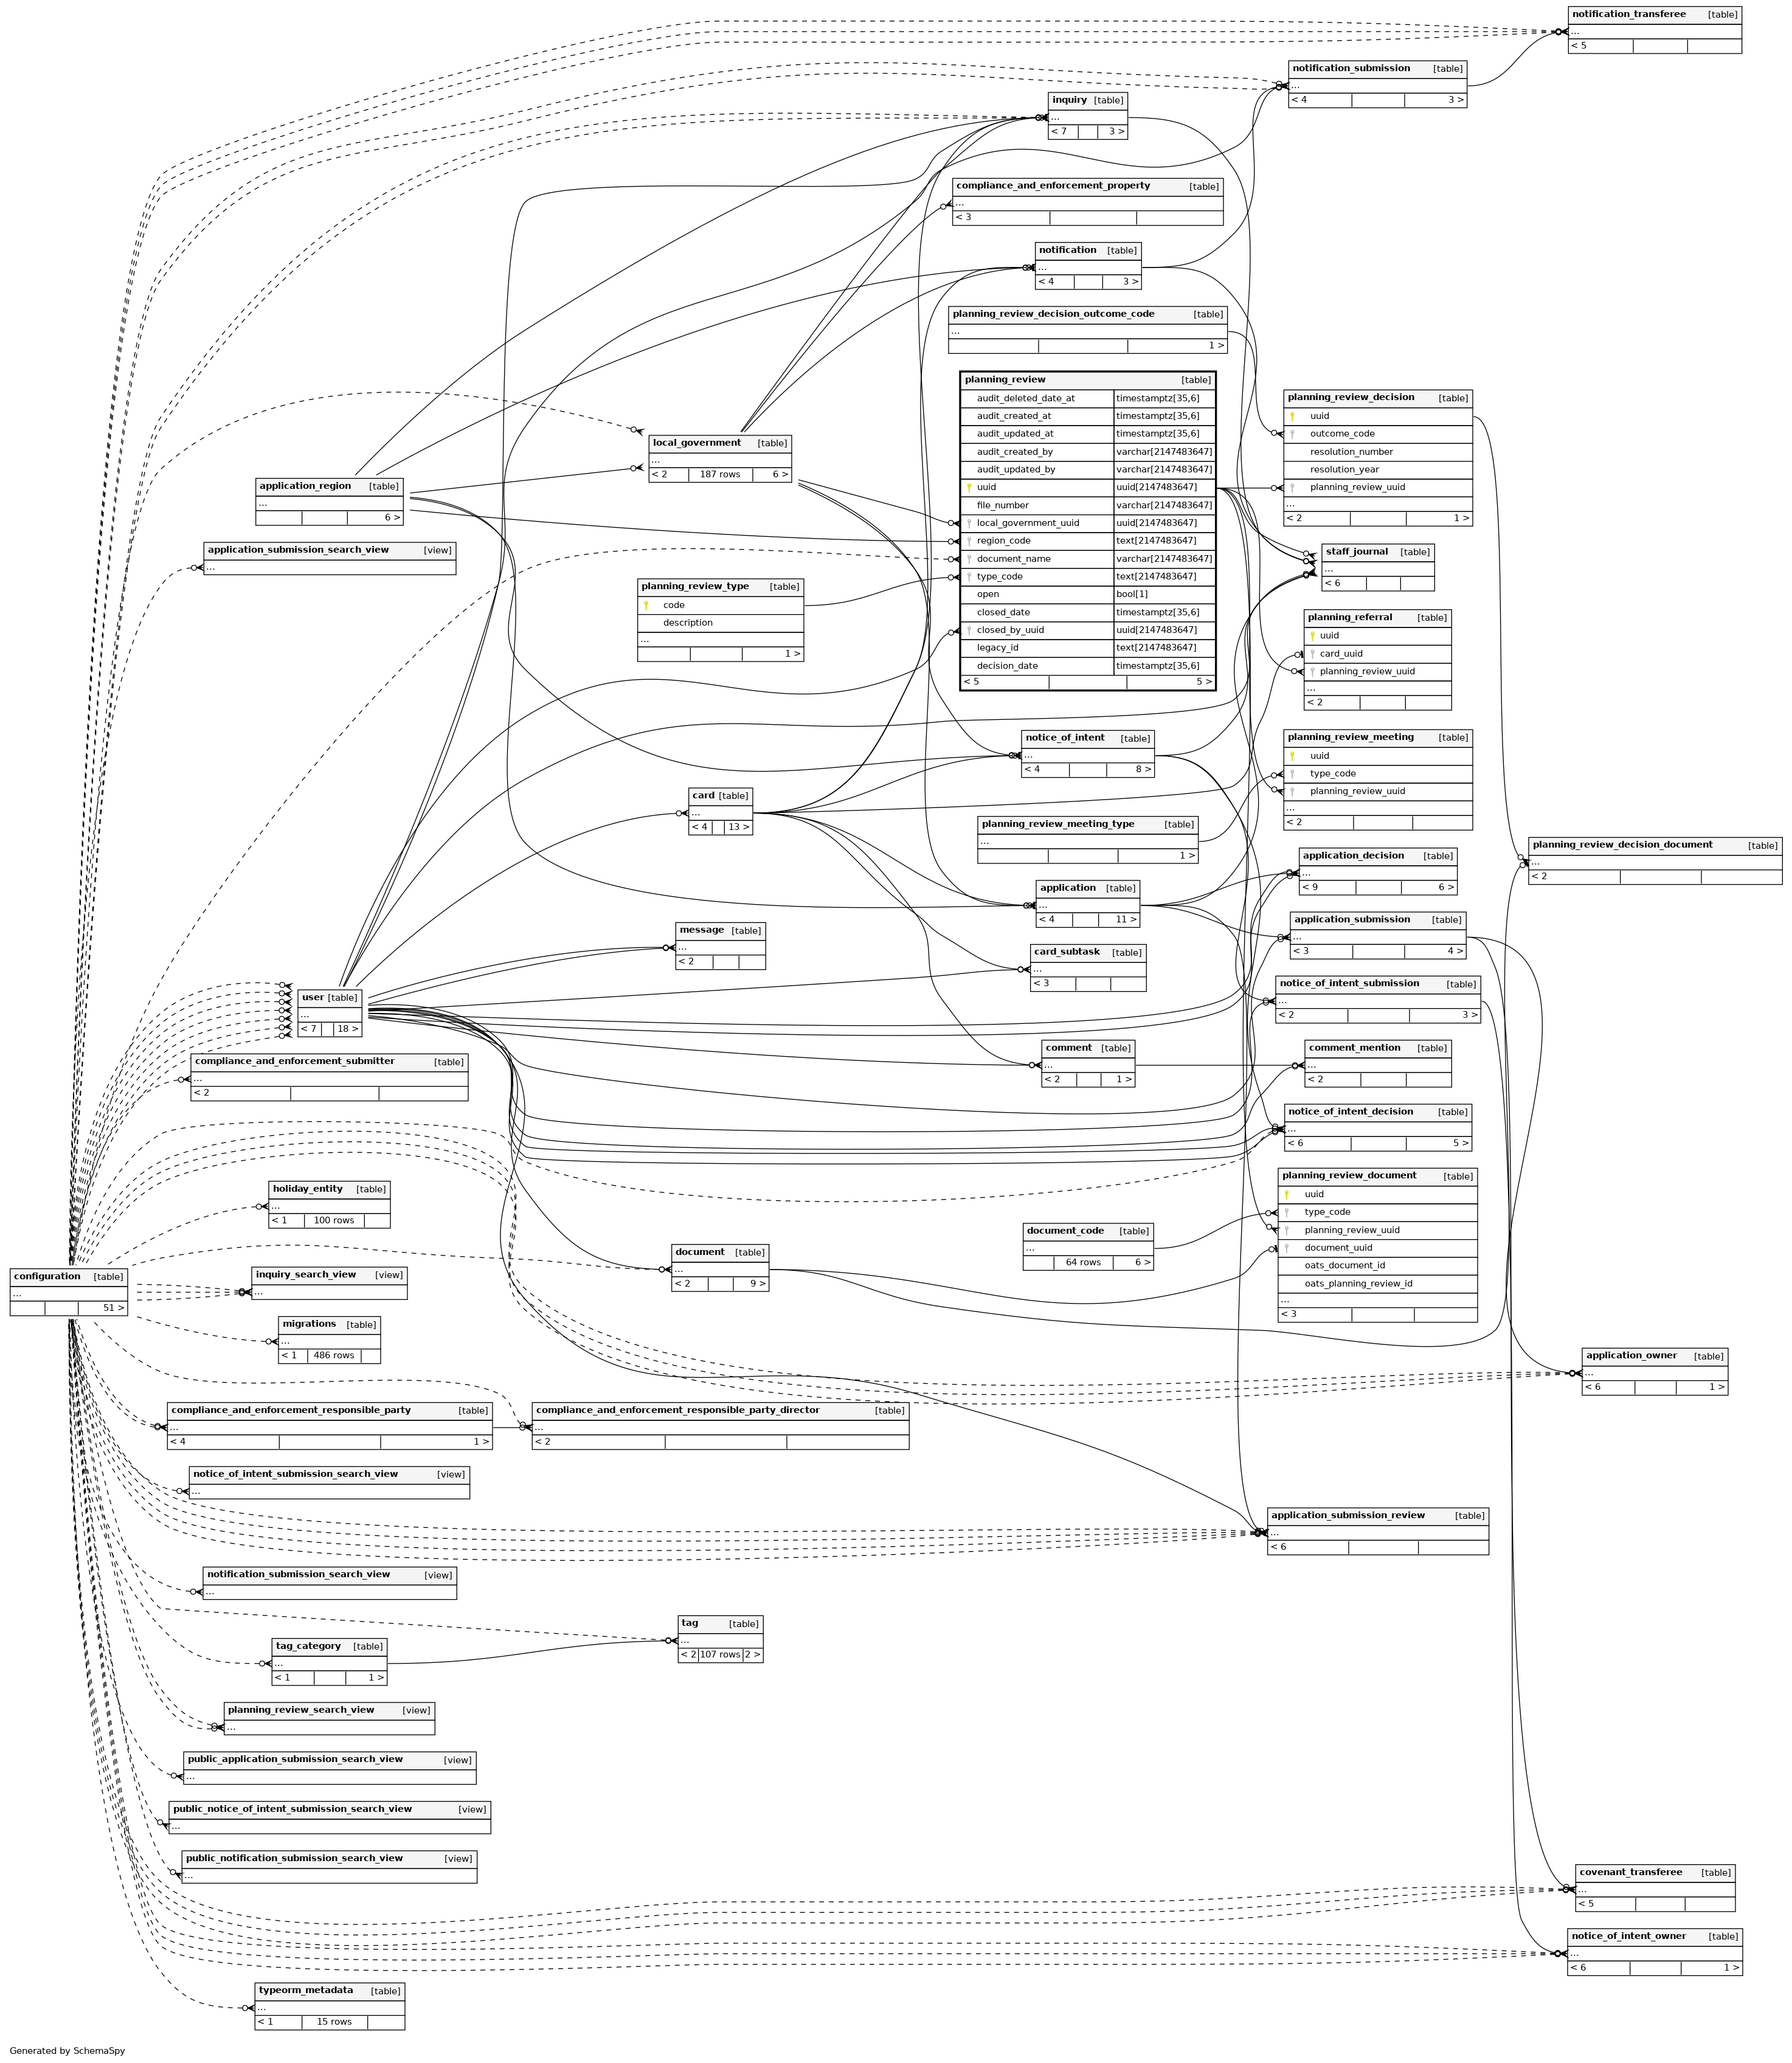 notification_transferee [table]
...
< 5
notification_submission [table]
...
< 4 3 >
inquiry [table]
...
< 7 3 >
compliance_and_enforcement_property [table]
...
< 3
notification [table]
...
< 4 3 >
planning_review_decision_outcome_code [table]
...
1 >
planning_review [table]
audit_deleted_date_at timestamptz[35,6]
audit_created_at timestamptz[35,6]
audit_updated_at timestamptz[35,6]
audit_created_by varchar[2147483647]
audit_updated_by varchar[2147483647]
uuid uuid[2147483647]
file_number varchar[2147483647]
local_government_uuid uuid[2147483647]
region_code text[2147483647]
document_name varchar[2147483647]
type_code text[2147483647]
open bool[1]
closed_date timestamptz[35,6]
closed_by_uuid uuid[2147483647]
legacy_id text[2147483647]
decision_date timestamptz[35,6]
< 5 5 >
planning_review_decision [table]
uuid
outcome_code
resolution_number
resolution_year
planning_review_uuid
...
< 2 1 >
local_government [table]
...
< 2 187 rows 6 >
application_region [table]
...
6 >
application_submission_search_view [view]
...
staff_journal [table]
...
< 6
planning_review_type [table]
code
description
...
1 >
planning_referral [table]
uuid
card_uuid
planning_review_uuid
...
< 2
notice_of_intent [table]
...
< 4 8 >
planning_review_meeting [table]
uuid
type_code
planning_review_uuid
...
< 2
card [table]
...
< 4 13 >
planning_review_meeting_type [table]
...
1 >
planning_review_decision_document [table]
...
< 2
application_decision [table]
...
< 9 6 >
application [table]
...
< 4 11 >
application_submission [table]
...
< 3 4 >
message [table]
...
< 2
card_subtask [table]
...
< 3
notice_of_intent_submission [table]
...
< 2 3 >
user [table]
...
< 7 18 >
comment [table]
...
< 2 1 >
comment_mention [table]
...
< 2
compliance_and_enforcement_submitter [table]
...
< 2
notice_of_intent_decision [table]
...
< 6 5 >
planning_review_document [table]
uuid
type_code
planning_review_uuid
document_uuid
oats_document_id
oats_planning_review_id
...
< 3
holiday_entity [table]
...
< 1 100 rows
document_code [table]
...
64 rows 6 >
document [table]
...
< 2 9 >
configuration [table]
...
51 >
inquiry_search_view [view]
...
migrations [table]
...
< 1 486 rows
application_owner [table]
...
< 6 1 >
compliance_and_enforcement_responsible_party [table]
...
< 4 1 >
compliance_and_enforcement_responsible_party_director [table]
...
< 2
notice_of_intent_submission_search_view [view]
...
application_submission_review [table]
...
< 6
notification_submission_search_view [view]
...
tag [table]
...
< 2 107 rows 2 >
tag_category [table]
...
< 1 1 >
planning_review_search_view [view]
...
public_application_submission_search_view [view]
...
public_notice_of_intent_submission_search_view [view]
...
public_notification_submission_search_view [view]
...
covenant_transferee [table]
...
< 5
notice_of_intent_owner [table]
...
< 6 1 >
typeorm_metadata [table]
...
< 1 15 rows
Generated by SchemaSpy